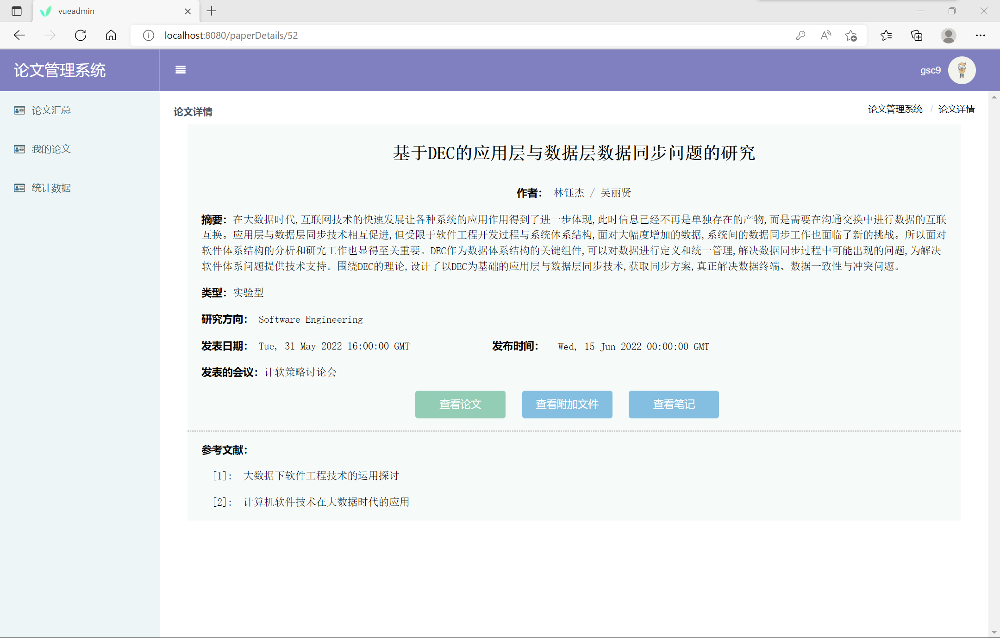 vueadmin
localhost:8080/paperDetails/52
论文管理系统
gsc9
论文汇总
我的论文
统计数据
论文详情
论文管理系统 / 论文详情
基于DEC的应用层与数据层数据同步问题的研究
作者： 林钰杰 / 吴丽贤
摘要：在大数据时代,互联网技术的快速发展让各种系统的应用作用得到了进一步体现,此时信息已经不再是单独存在的产物,而是需要在沟通交换中进行数据的互联
互换。应用层与数据层同步技术相互促进,但受限于软件工程开发过程与系统体系结构,面对大幅度增加的数据,系统间的数据同步工作也面临了新的挑战。所以面对
软件体系结构的分析和研究工作也显得至关重要。DEC作为数据体系结构的关键组件,可以对数据进行定义和统一管理,解决数据同步过程中可能出现的问题,为解决
软件体系问题提供技术支持。围绕DEC的理论,设计了以DEC为基础的应用层与数据层同步技术,获取同步方案,真正解决数据终端、数据一致性与冲突问题。
类型：实验型
研究方向： Software Engineering
发表日期： Tue, 31 May 2022 16:00:00 GMT 发布时间： Wed, 15 Jun 2022 00:00:00 GMT
发表的会议：计软策略讨论会
查看论文 查看附加文件 查看笔记
参考文献：
[1]: 大数据下软件工程技术的运用探讨
[2]: 计算机软件技术在大数据时代的应用